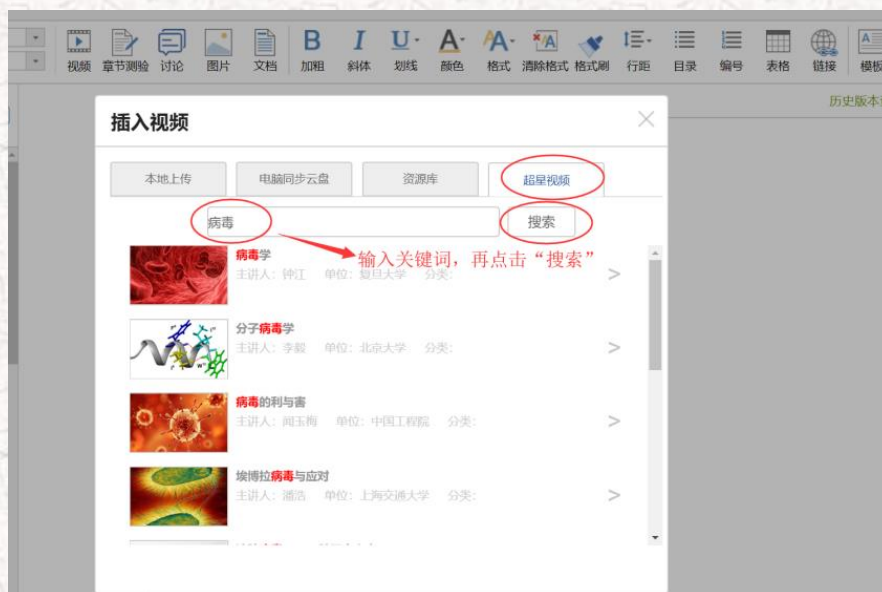 视频 章节测验 讨论 图片 文档 B 加粗 I 斜体 U 划线 A 颜色 AA 格式 清除格式 格式刷 行距 目录 编号 表格 链接 模板
历史版本
插入视频
本地上传 电脑同步云盘 资源库 超星视频
病毒 搜索
输入关键词，再点击“搜索”
病毒学
主讲人：钟江 单位：复旦大学 分类：
分子病毒学
主讲人：李毅 单位：北京大学 分类：
病毒的利与害
主讲人：闻玉梅 单位：中国工程院 分类：
埃博拉病毒与应对
主讲人：潘浩 单位：上海交通大学 分类：